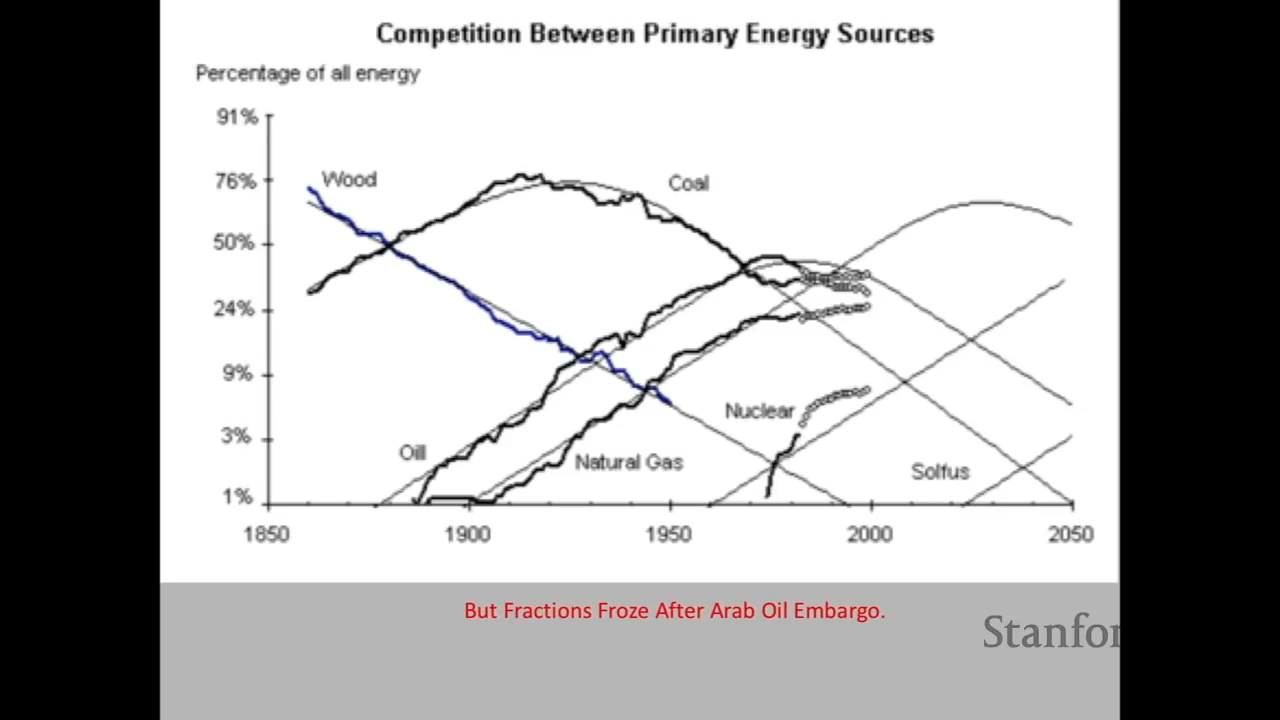 Competition Between Primary Energy Sources
Percentage of all energy
91%
76%
50%
24%
9%
3%
1%
Wood
Coal
Oill
Natural Gas
Nuclear
Solfus
1850 1900 1950 2000 2050
But Fractions Froze After Arab Oil Embargo.
Stanfor